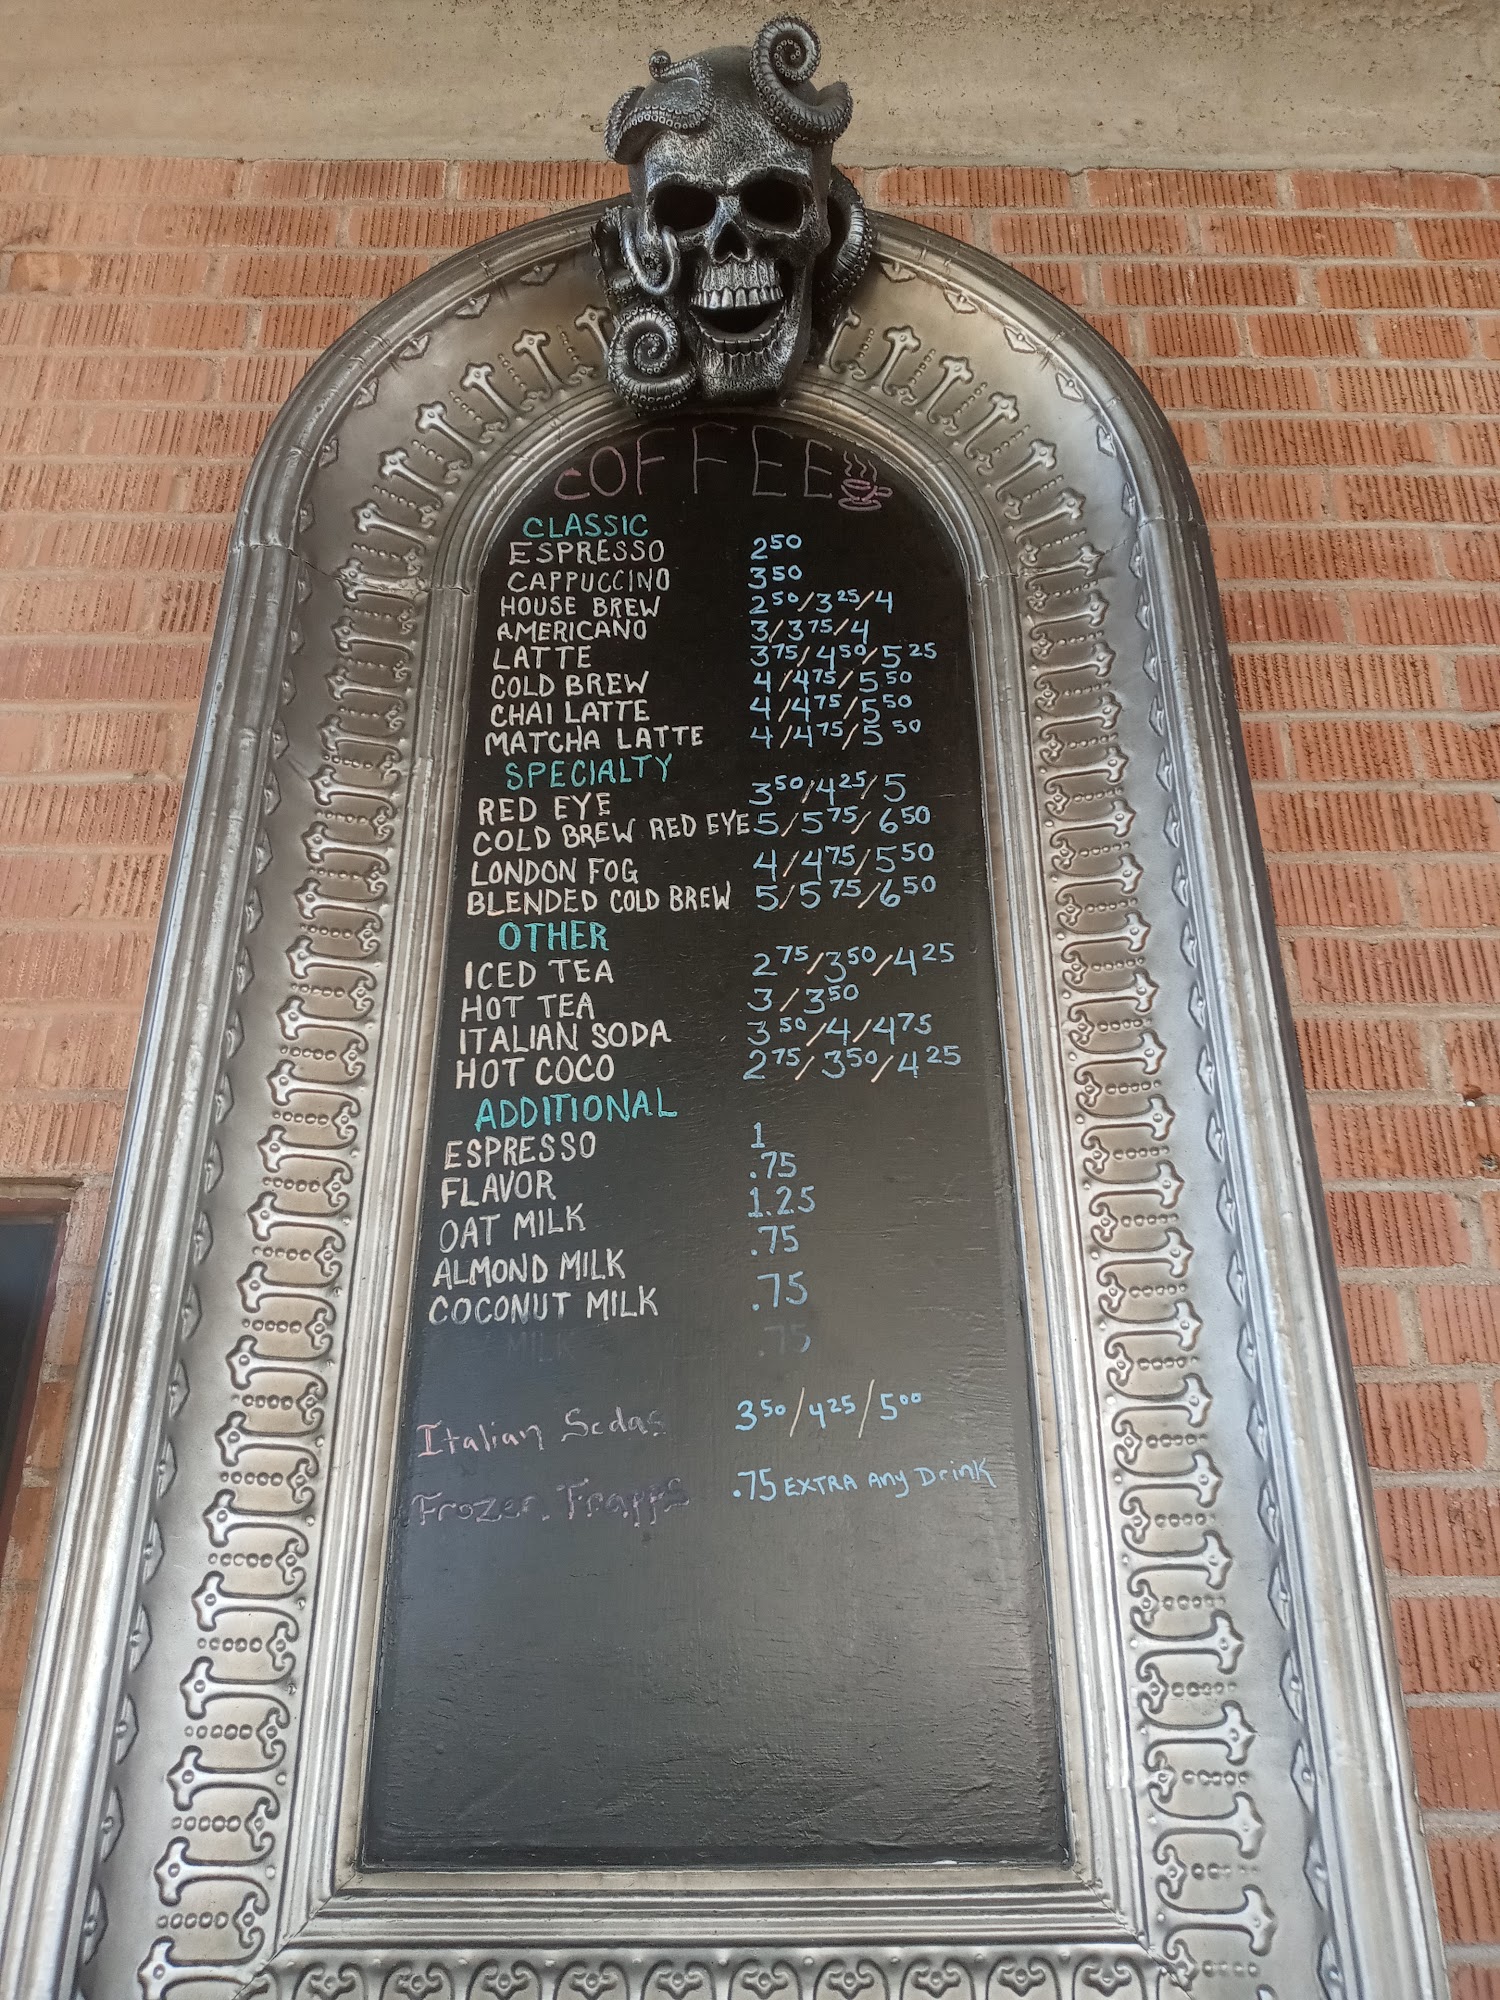 COFFEE
CLASSIC
ESPRESSO 2 50
CAPPUCCINO 3 50
HOUSE BREW 2 50/3 25/4
AMERICANO 3/3 75/4
LATTE 3 75/4 50/5 25
COLD BREW 4/4 75/5 50
CHAI LATTE 4/4 75/5 50
MATCHA LATTE 4/4 75/5 50
SPECIALTY
RED EYE 3 50/4 25/5
COLD BREW RED EYE 5/5 75/6 50
LONDON FOG 4/4 75/5 50
BLENDED COLD BREW 5/5 75/6 50
OTHER
ICED TEA 2 75/3 50/4 25
HOT TEA 3/3 50
ITALIAN SODA 3 50/4/4 75
HOT COCO 2 75/3 50/4 25
ADDITIONAL
ESPRESSO 1
FLAVOR .75
OAT MILK 1.25
ALMOND MILK .75
COCONUT MILK .75
MILK .75
Italian Sodas 3 50/4 25/5 00
Frozen Frapps .75 EXTRA Any Drink